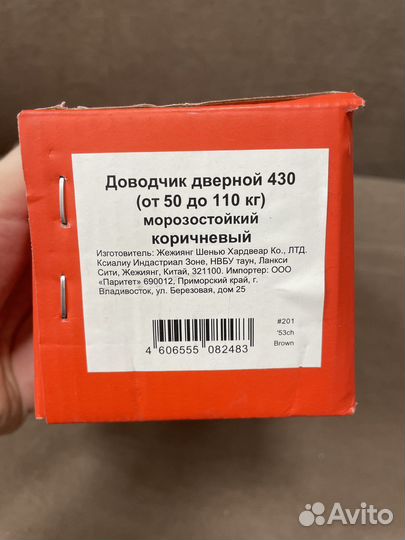 Доводчик дверной 430
(от 50 до 110 кг)
морозостойкий
коричневый
Изготовитель: Жежиянг Шенью Хардвеар Ко., ЛТД.
Ксиалиу Индастриал Зоне, НВБУ таун, Ланкси
Сити, Жежиянг, Китай, 321100. Импортер: ООО
«Паритет» 690012, Приморский край, г.
Владивосток, ул. Березовая, дом 25
#201
'53ch
Brown
4 606555 082483
Avito